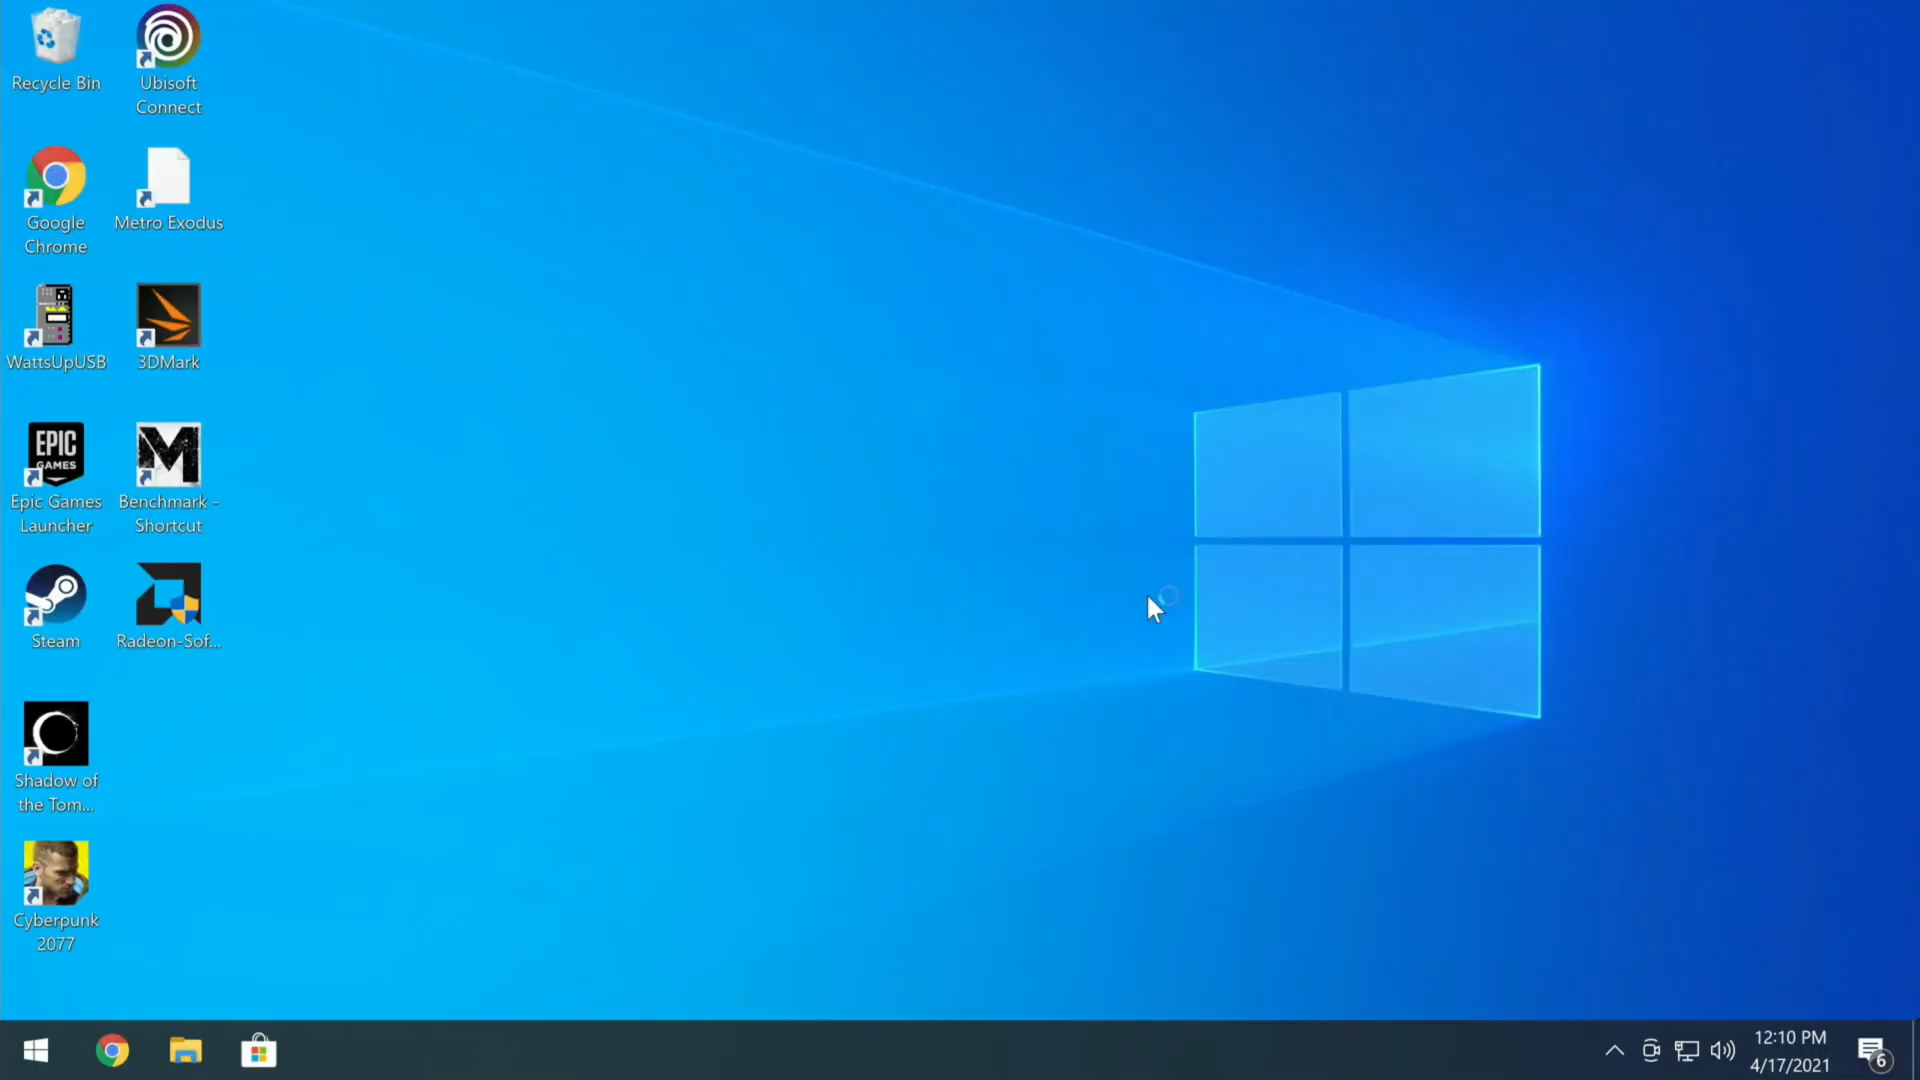 Recycle Bin
Ubisoft
Connect
Google
Chrome
Metro Exodus
WattsUpUSB
3DMark
EPIC
GAMES
Epic Games
Launcher
M
Benchmark -
Shortcut
Steam
Radeon-Sof...
Shadow of
the Tom...
Cyberpunk
2077
12:10 PM
4/17/2021
6